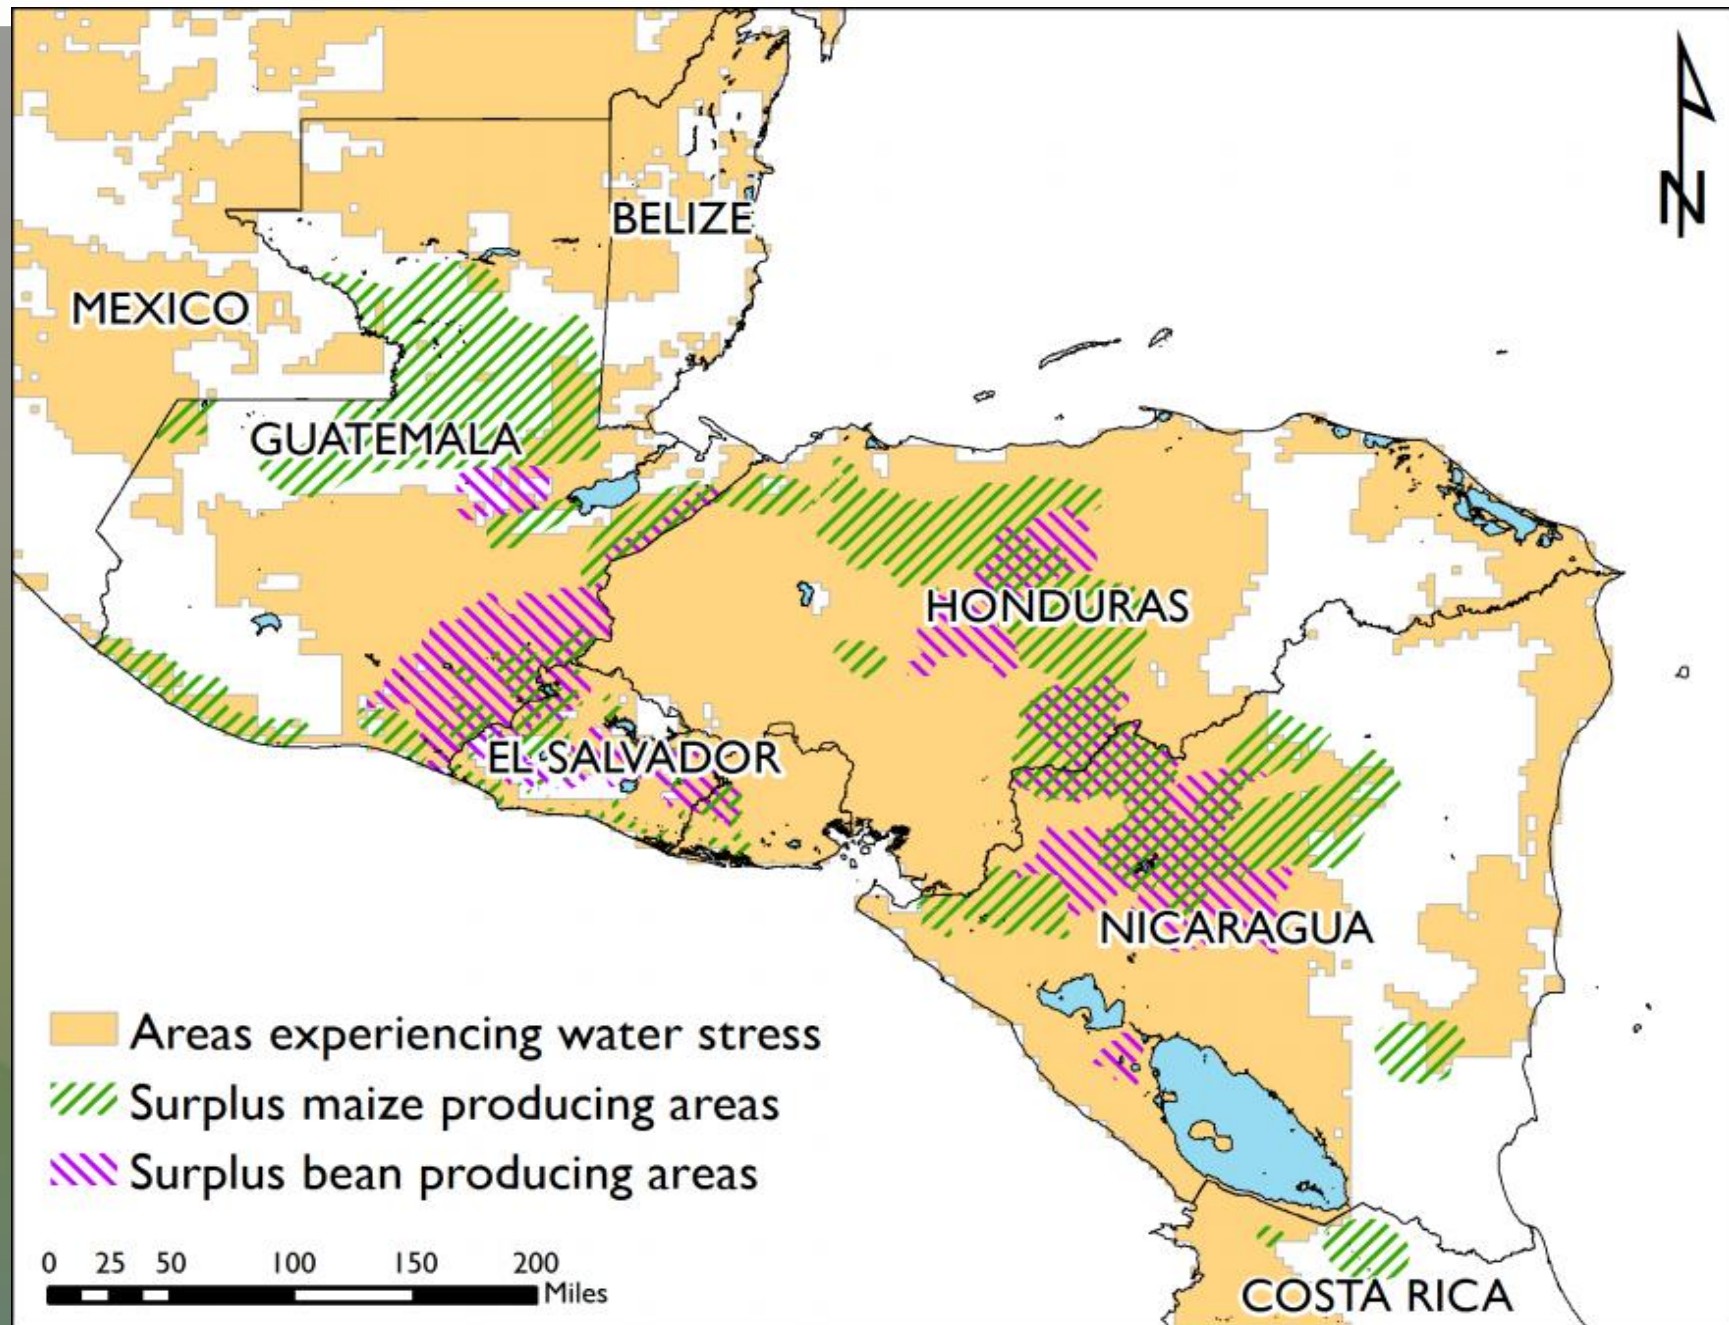 BELIZE
MEXICO
GUATEMALA
HONDURAS
EL SALVADOR
NICARAGUA
COSTA RICA
N
Areas experiencing water stress
Surplus maize producing areas
Surplus bean producing areas
0 25 50 100 150 200
Miles